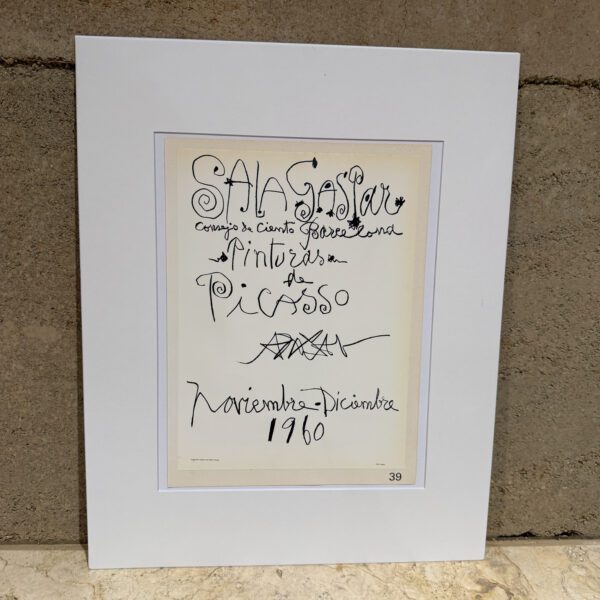 SALA GASPAR
Consejo de Ciento Barcelona
Pinturas
de
PICASSO
Noviembre-Diciembre
1960
39